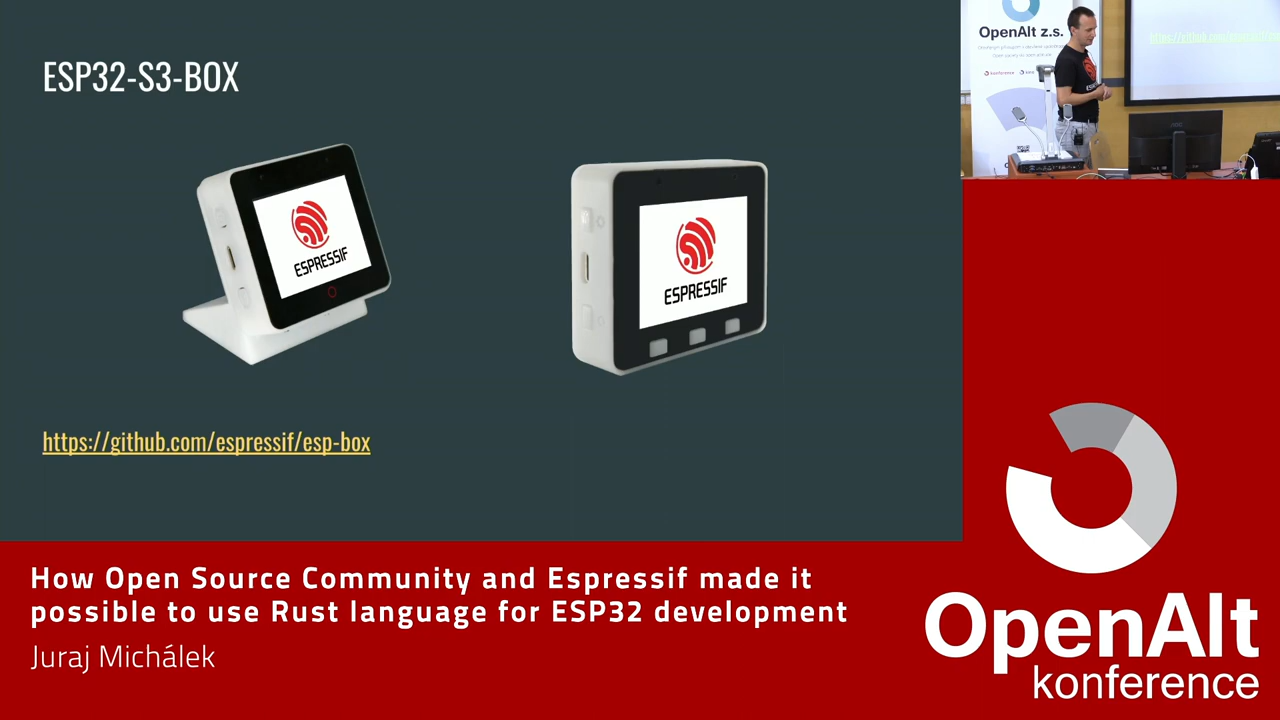 ESP32-S3-BOX
ESPRESSIF
ESPRESSIF
https://github.com/espressif/esp-box
OpenAlt z.s.
konference
How Open Source Community and Espressif made it
possible to use Rust language for ESP32 development
Juraj Michálek
OpenAlt
konference